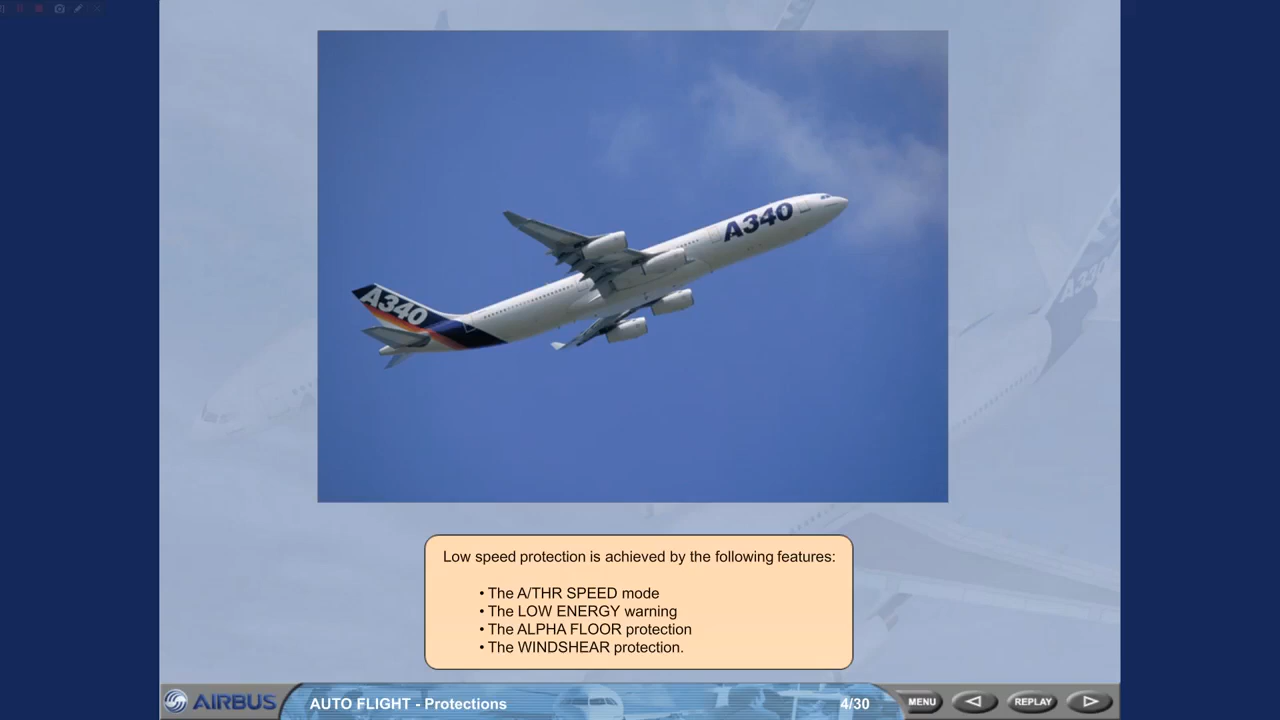 A340
A340
Low speed protection is achieved by the following features:
• The A/THR SPEED mode
• The LOW ENERGY warning
• The ALPHA FLOOR protection
• The WINDSHEAR protection.
AIRBUS
AUTO FLIGHT - Protections
4/30
MENU
REPLAY